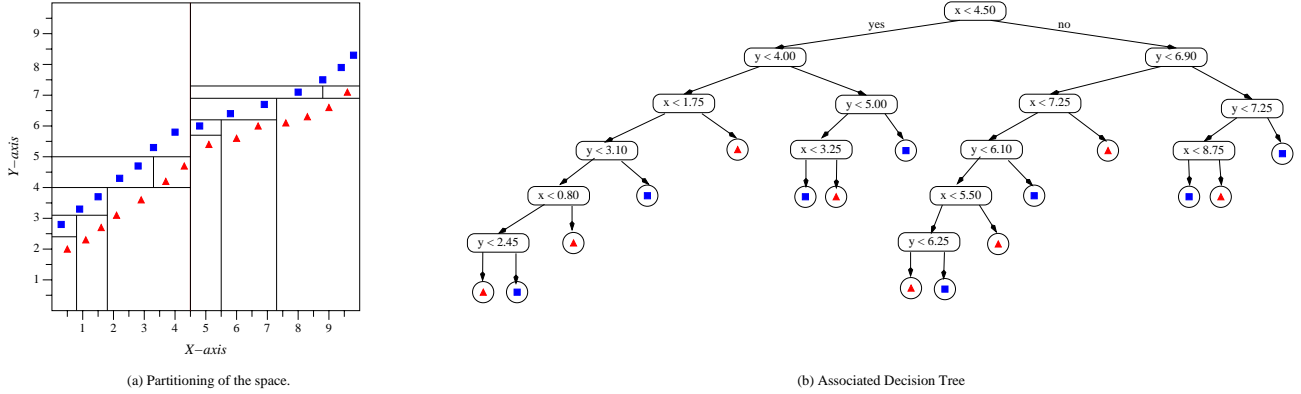 9
8
7
6
5
4
3
2
1
Y−axis
1 2 3 4 5 6 7 8 9
X−axis
(a) Partitioning of the space.
x < 4.50
yes no
y < 4.00 y < 6.90
x < 1.75 y < 5.00 x < 7.25 y < 7.25
y < 3.10 x < 3.25 y < 6.10 x < 8.75
x < 0.80 x < 5.50
y < 2.45 y < 6.25
(b) Associated Decision Tree